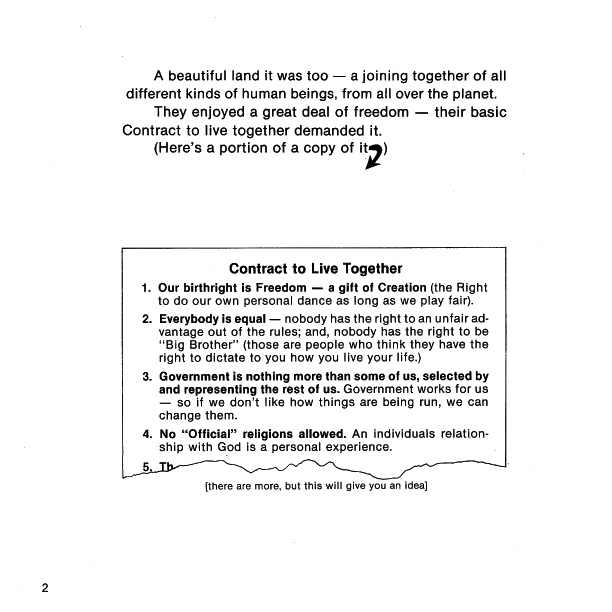 A beautiful land it was too — a joining together of all
different kinds of human beings, from all over the planet.
They enjoyed a great deal of freedom — their basic
Contract to live together demanded it.
(Here's a portion of a copy of it )
Contract to Live Together
1. Our birthright is Freedom — a gift of Creation (the Right
to do our own personal dance as long as we play fair).
2. Everybody is equal — nobody has the right to an unfair ad-
vantage out of the rules; and, nobody has the right to be
"Big Brother" (those are people who think they have the
right to dictate to you how you live your life.)
3. Government is nothing more than some of us, selected by
and representing the rest of us. Government works for us
— so if we don't like how things are being run, we can
change them.
4. No "Official" religions allowed. An individuals relation-
ship with God is a personal experience.
5. Th
[there are more, but this will give you an idea]
2